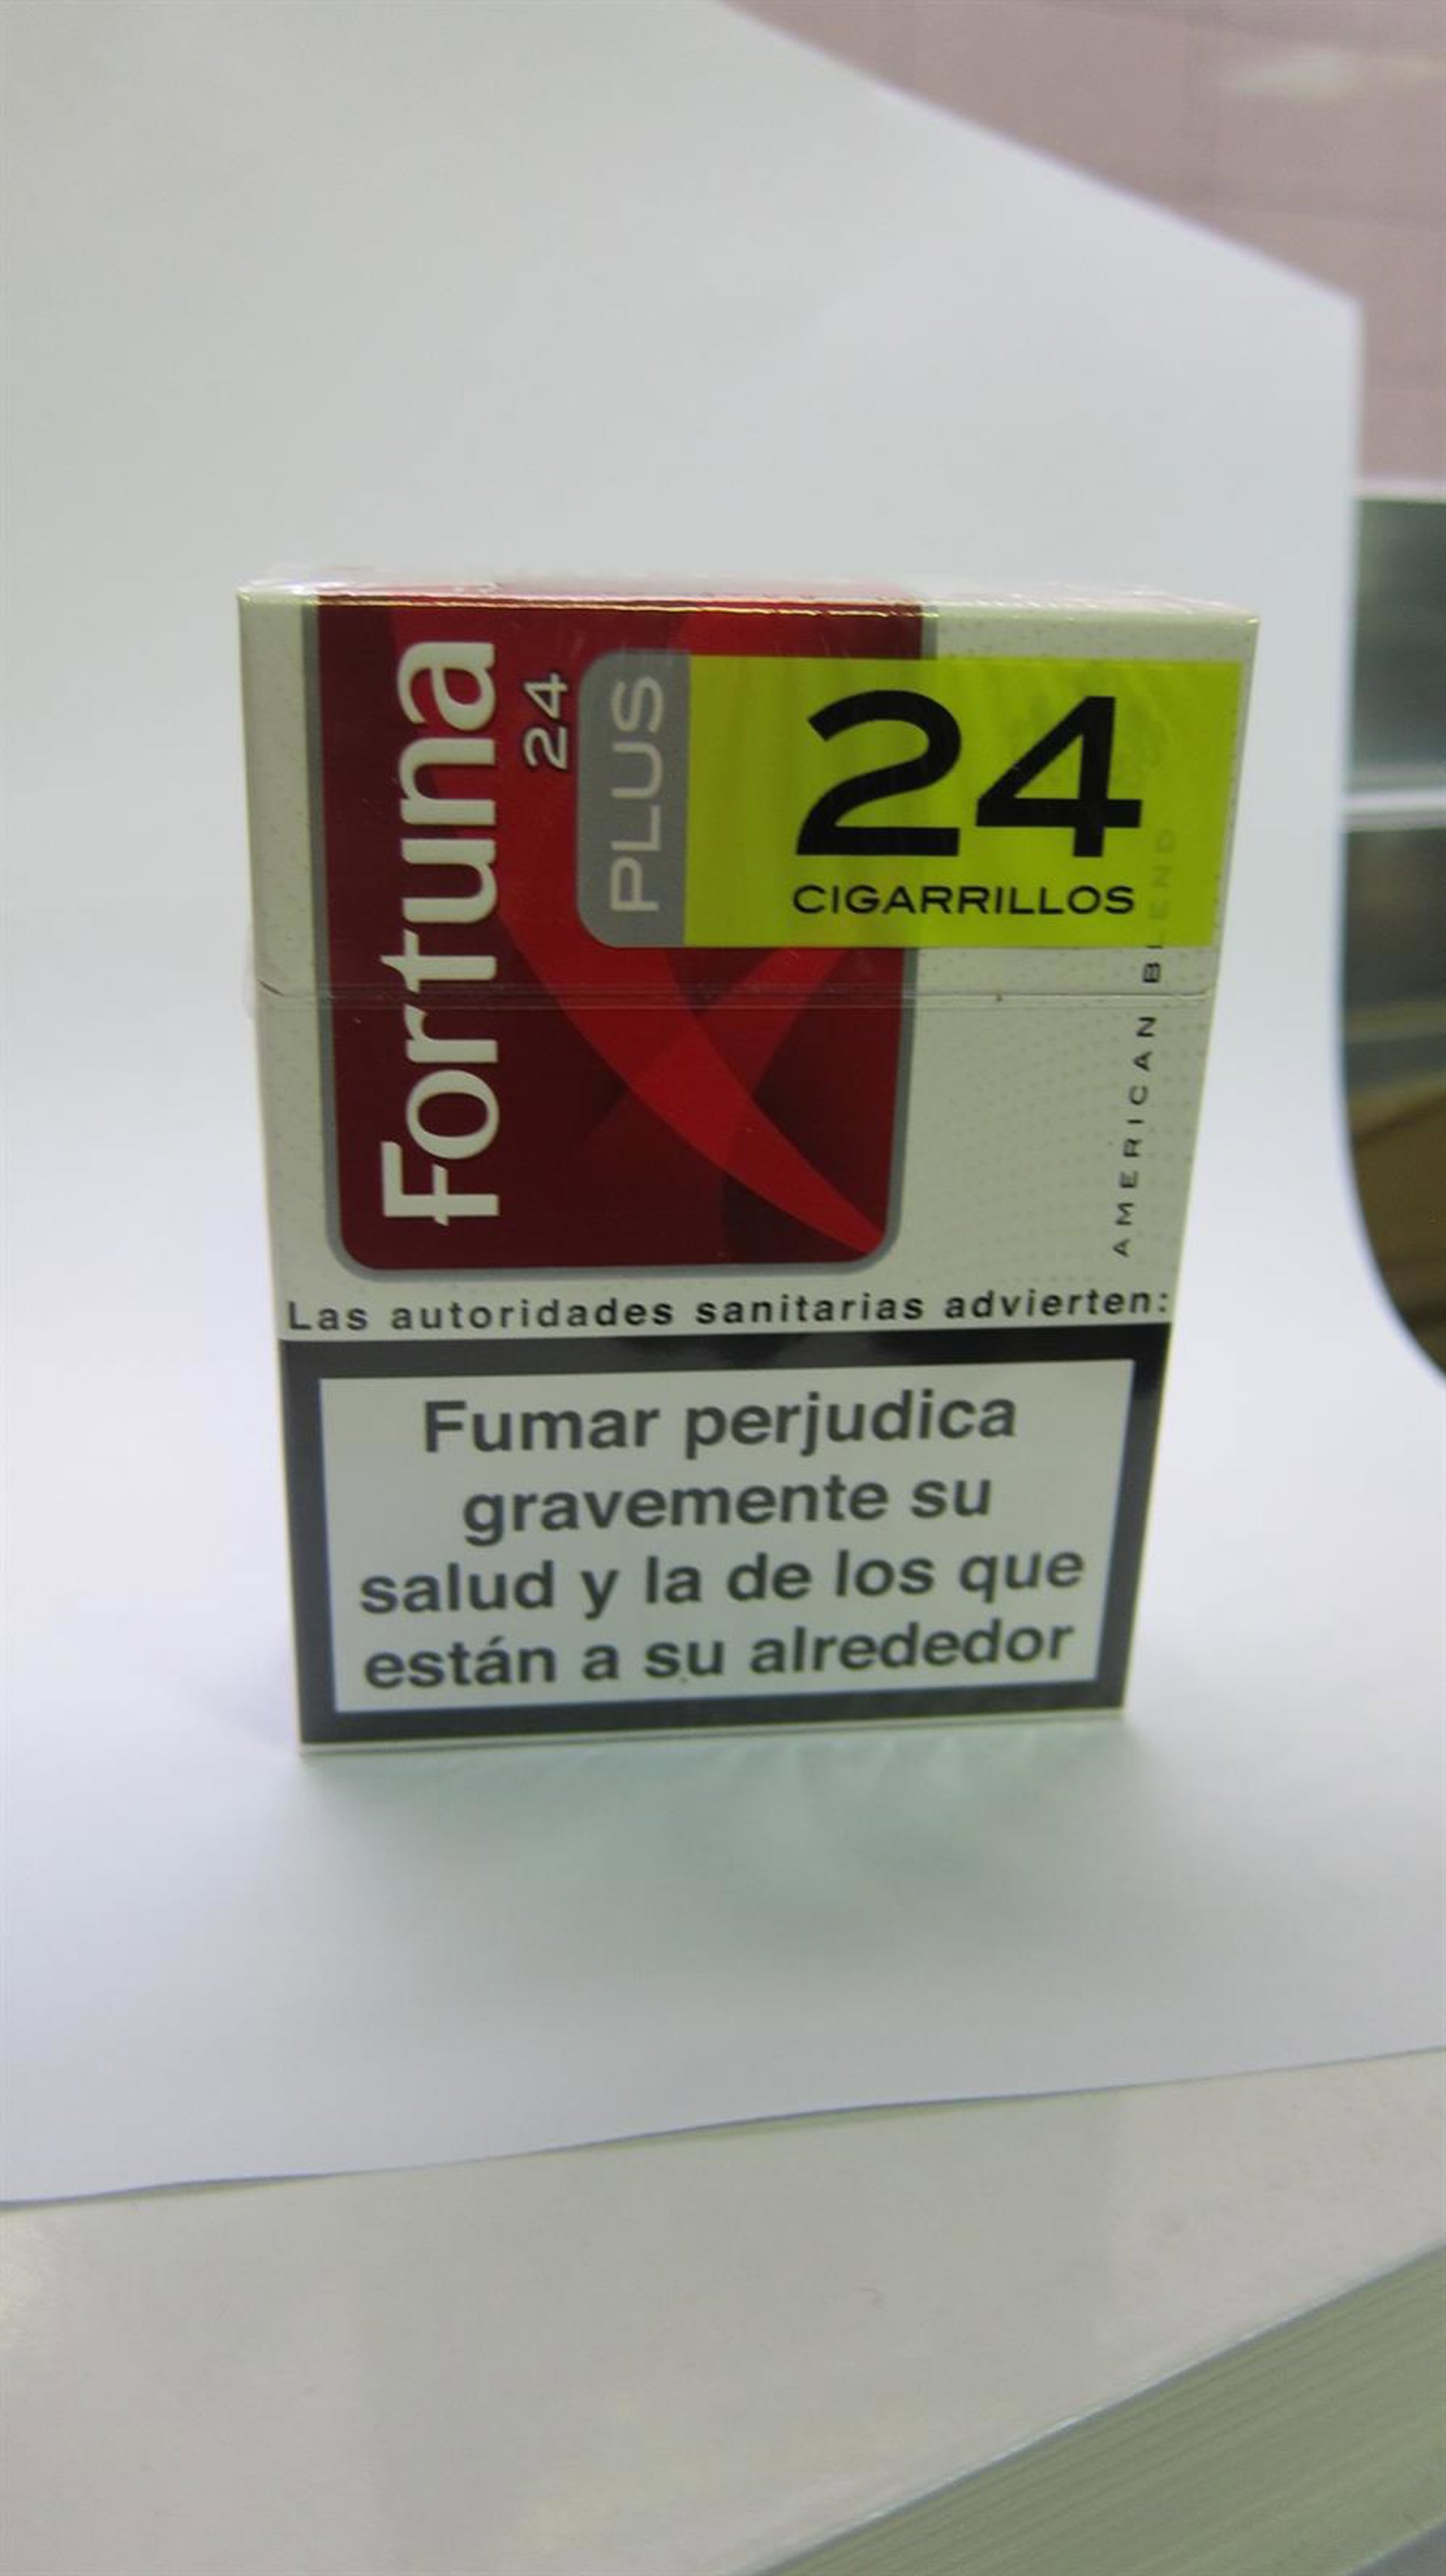 Fortuna
24
PLUS
24
CIGARRILLOS
AMERICAN BLEND
Las autoridades sanitarias advierten:
Fumar perjudica
gravemente su
salud y la de los que
están a su alrededor